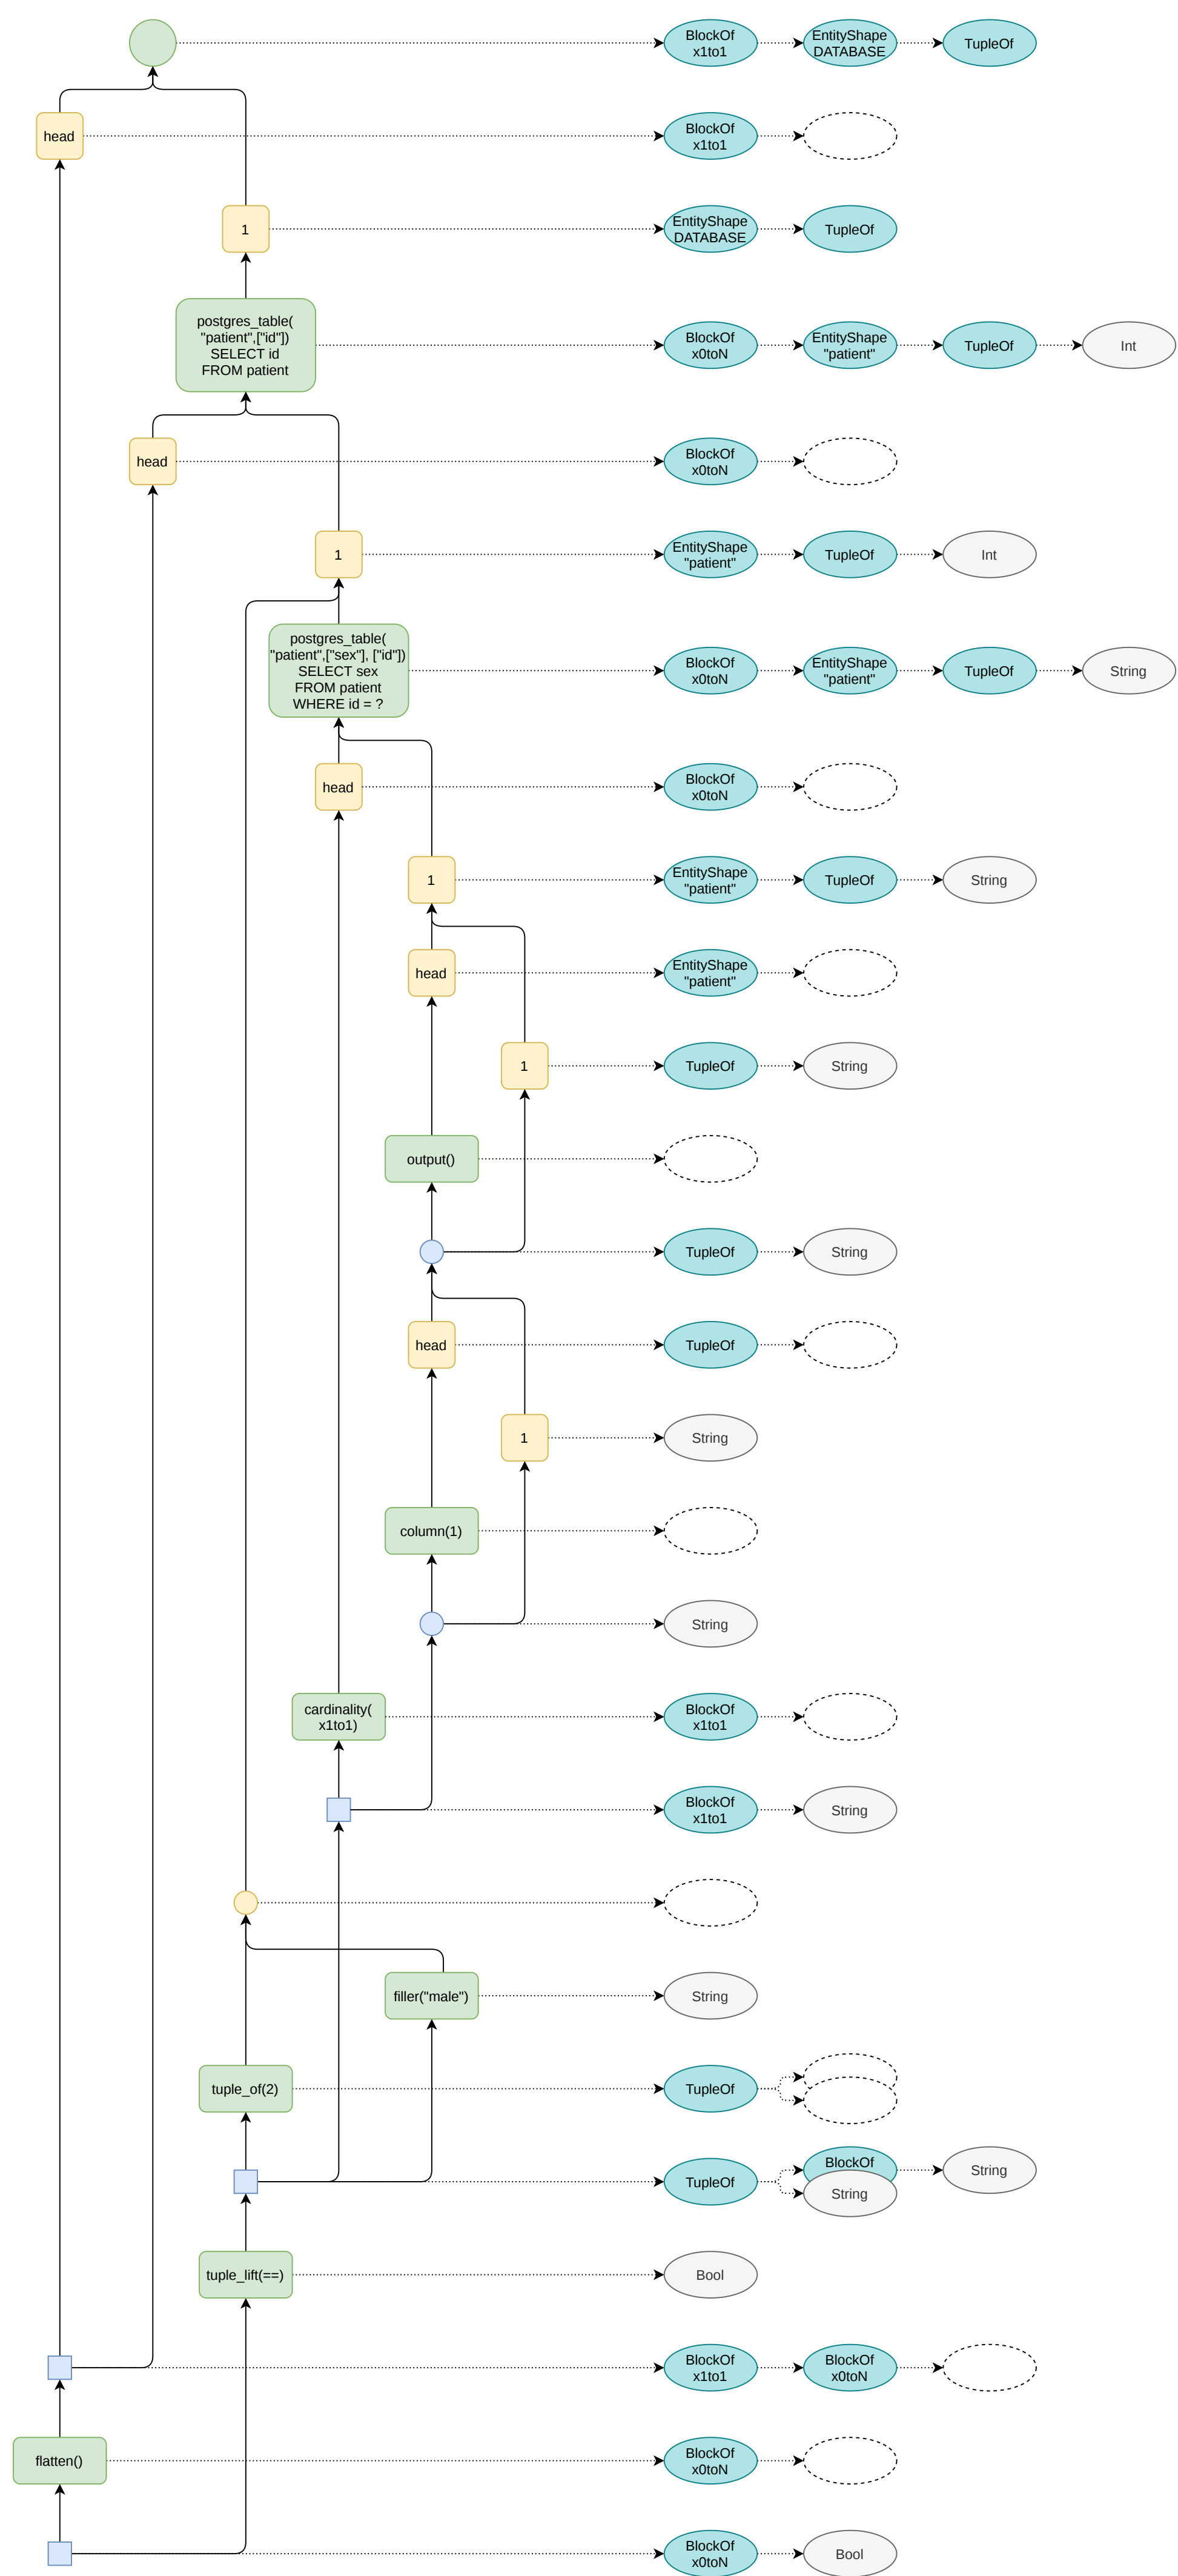 BlockOf
x1to1
EntityShape
DATABASE
TupleOf
head
BlockOf
x1to1
1
EntityShape
DATABASE
TupleOf
postgres_table(
"patient",["id"])
SELECT id
FROM patient
BlockOf
x0toN
EntityShape
"patient"
TupleOf
Int
head
BlockOf
x0toN
1
EntityShape
"patient"
TupleOf
Int
postgres_table(
"patient",["sex"], ["id"])
SELECT sex
FROM patient
WHERE id = ?
BlockOf
x0toN
EntityShape
"patient"
TupleOf
String
head
BlockOf
x0toN
1
EntityShape
"patient"
TupleOf
String
head
EntityShape
"patient"
1
TupleOf
String
output()
TupleOf
String
head
TupleOf
1
String
column(1)
String
cardinality(
x1to1)
BlockOf
x1to1
BlockOf
x1to1
String
filler("male")
String
tuple_of(2)
TupleOf
TupleOf
BlockOf
String
String
tuple_lift(==)
Bool
BlockOf
x1to1
BlockOf
x0toN
flatten()
BlockOf
x0toN
BlockOf
x0toN
Bool